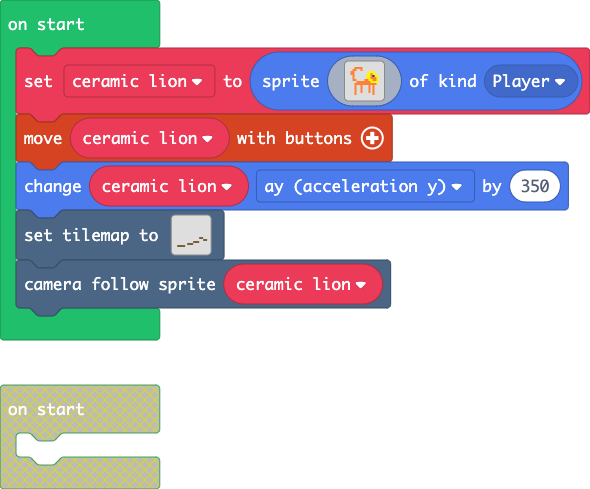 on start
set ceramic lion to sprite of kind Player
move ceramic lion with buttons
change ceramic lion ay (acceleration y) by 350
set tilemap to
camera follow sprite ceramic lion
on start